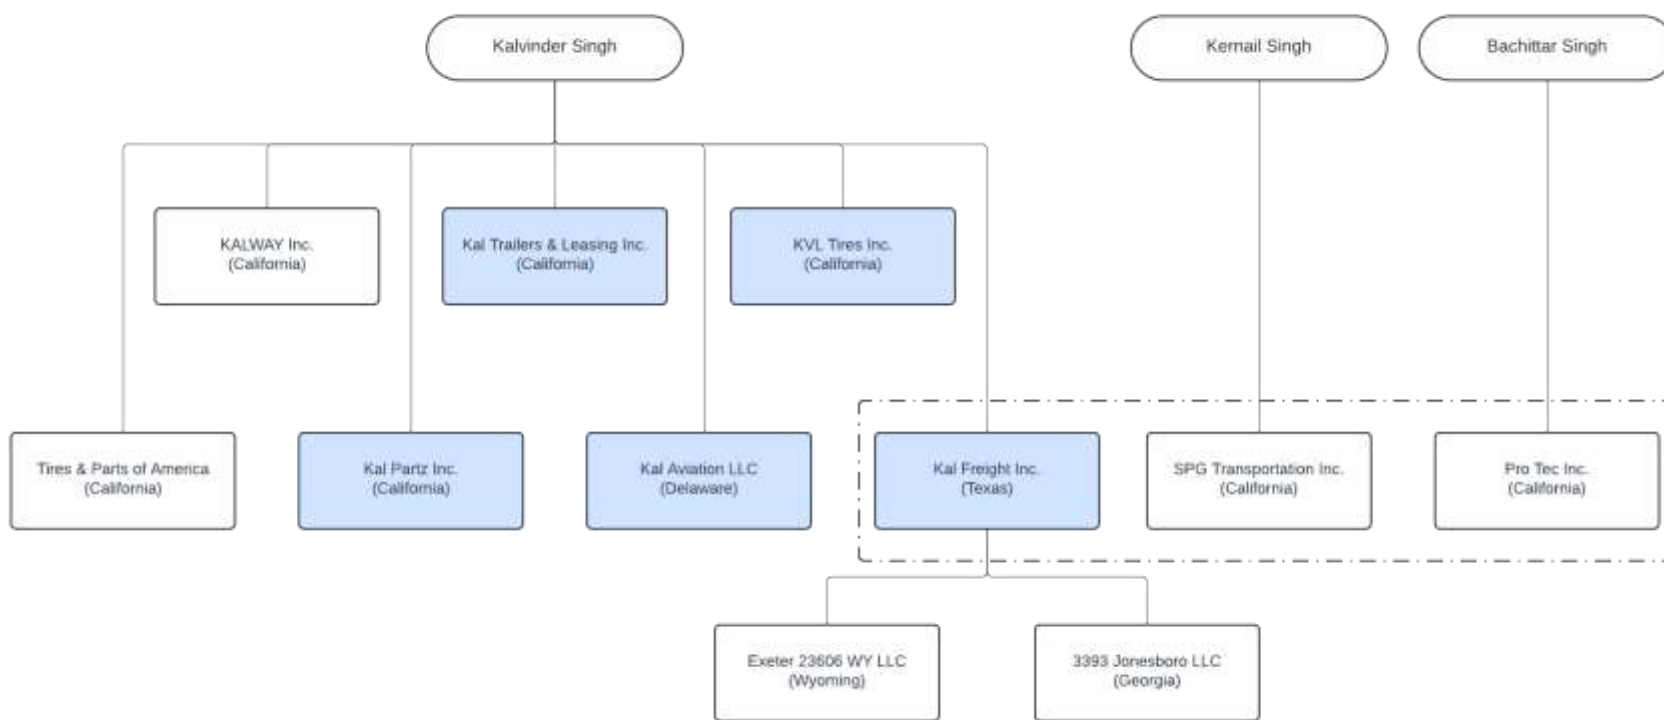 Kalvinder Singh
Kernail Singh
Bachittar Singh
KALWAY Inc.
(California)
Kal Trailers & Leasing Inc.
(California)
KVL Tires Inc.
(California)
Tires & Parts of America
(California)
Kal Partz Inc.
(California)
Kal Aviation LLC
(Delaware)
Kal Freight Inc.
(Texas)
SPG Transportation Inc.
(California)
Pro Tec Inc.
(California)
Exeter 23606 WY LLC
(Wyoming)
3393 Jonesboro LLC
(Georgia)